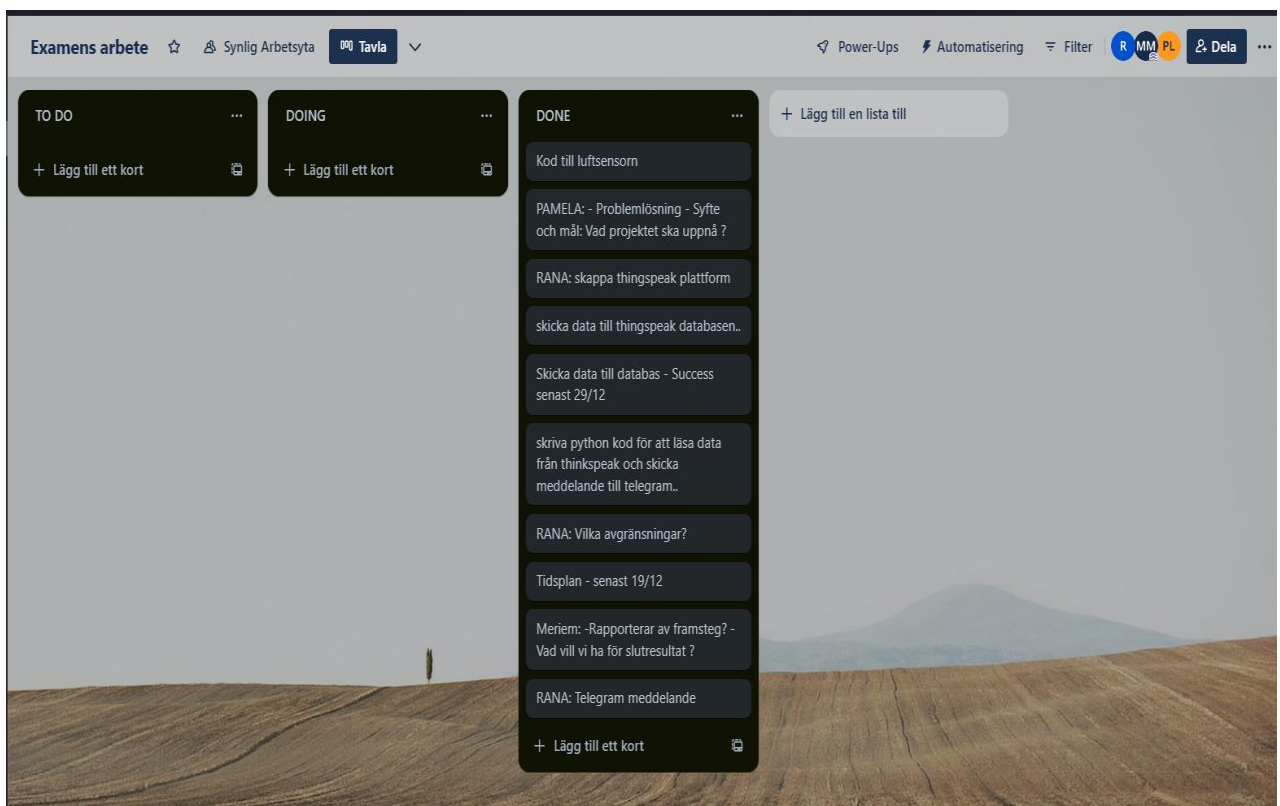 Examens arbete
Synlig Arbetsyta
Tavla
Power-Ups
Automatisering
Filter
R
MM
PL
Dela
TO DO
Lägg till ett kort
DOING
Lägg till ett kort
DONE
Kod till luftsensorn
PAMELA: - Problemlösning - Syfte
och mål: Vad projektet ska uppnå ?
RANA: skappa thingspeak plattform
skicka data till thingspeak databasen..
Skicka data till databas - Success
senast 29/12
skriva python kod för att läsa data
från thinkspeak och skicka
meddelande till telegram..
RANA: Vilka avgränsningar?
Tidsplan - senast 19/12
Meriem: -Rapporterar av framsteg? -
Vad vill vi ha för slutresultat ?
RANA: Telegram meddelande
Lägg till ett kort
Lägg till en lista till